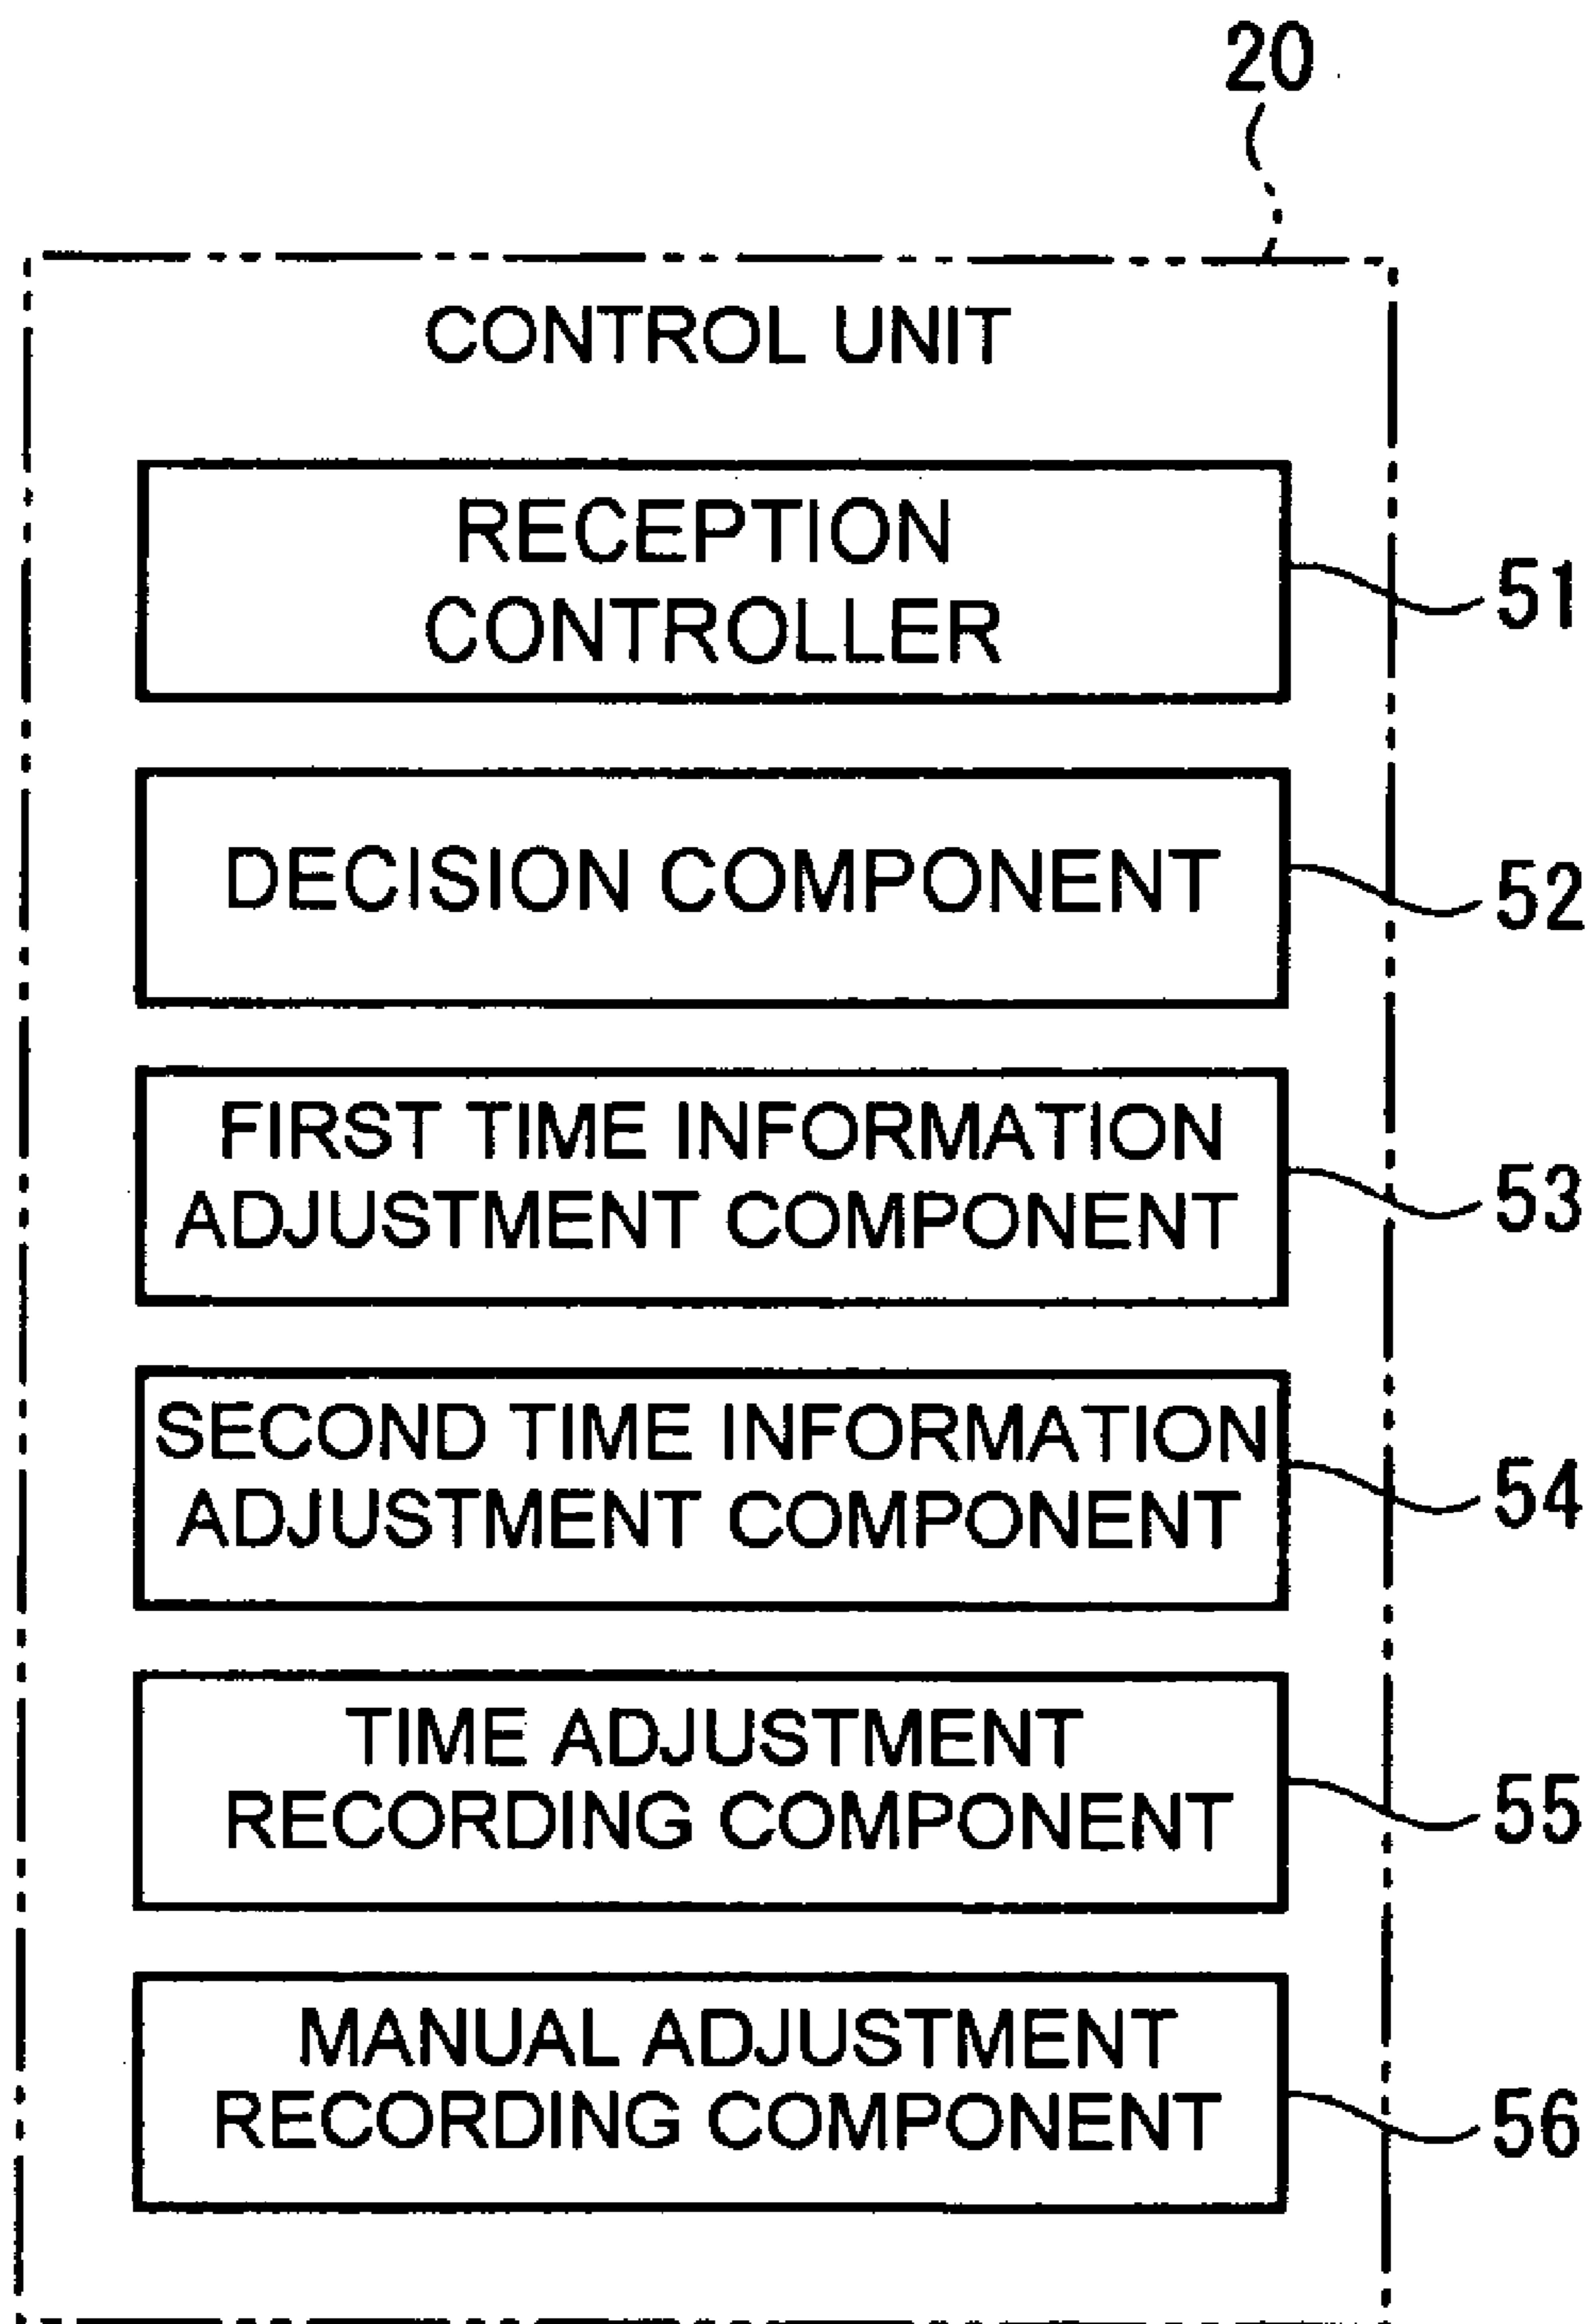 20
CONTROL UNIT
RECEPTION
CONTROLLER
51
DECISION COMPONENT
52
FIRST TIME INFORMATION
ADJUSTMENT COMPONENT
53
SECOND TIME INFORMATION
ADJUSTMENT COMPONENT
54
TIME ADJUSTMENT
RECORDING COMPONENT
55
MANUAL ADJUSTMENT
RECORDING COMPONENT
56